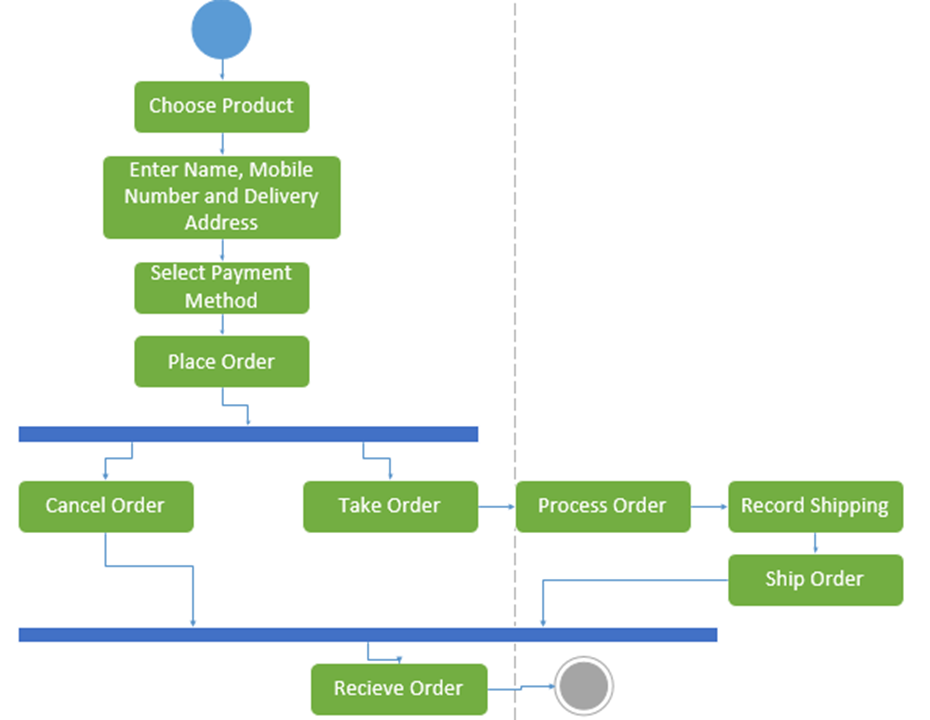 Choose Product
Enter Name, Mobile
Number and Delivery
Address
Select Payment
Method
Place Order
Cancel Order
Take Order
Process Order
Record Shipping
Ship Order
Recieve Order